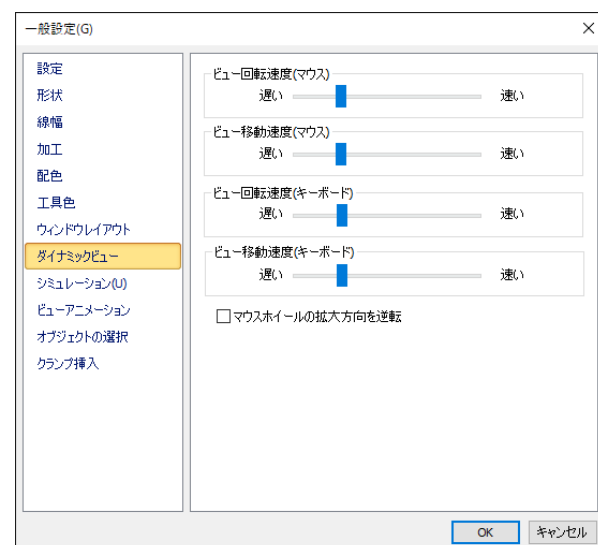 一般設定(G)
設定
形状
線幅
加工
配色
工具色
ウィンドウレイアウト
ダイナミックビュー
シミュレーション(U)
ビューアニメーション
オブジェクトの選択
クランプ挿入
ビュー回転速度(マウス)
遅い 速い
ビュー移動速度(マウス)
遅い 速い
ビュー回転速度(キーボード)
遅い 速い
ビュー移動速度(キーボード)
遅い 速い
マウスホイールの拡大方向を逆転
OK キャンセル